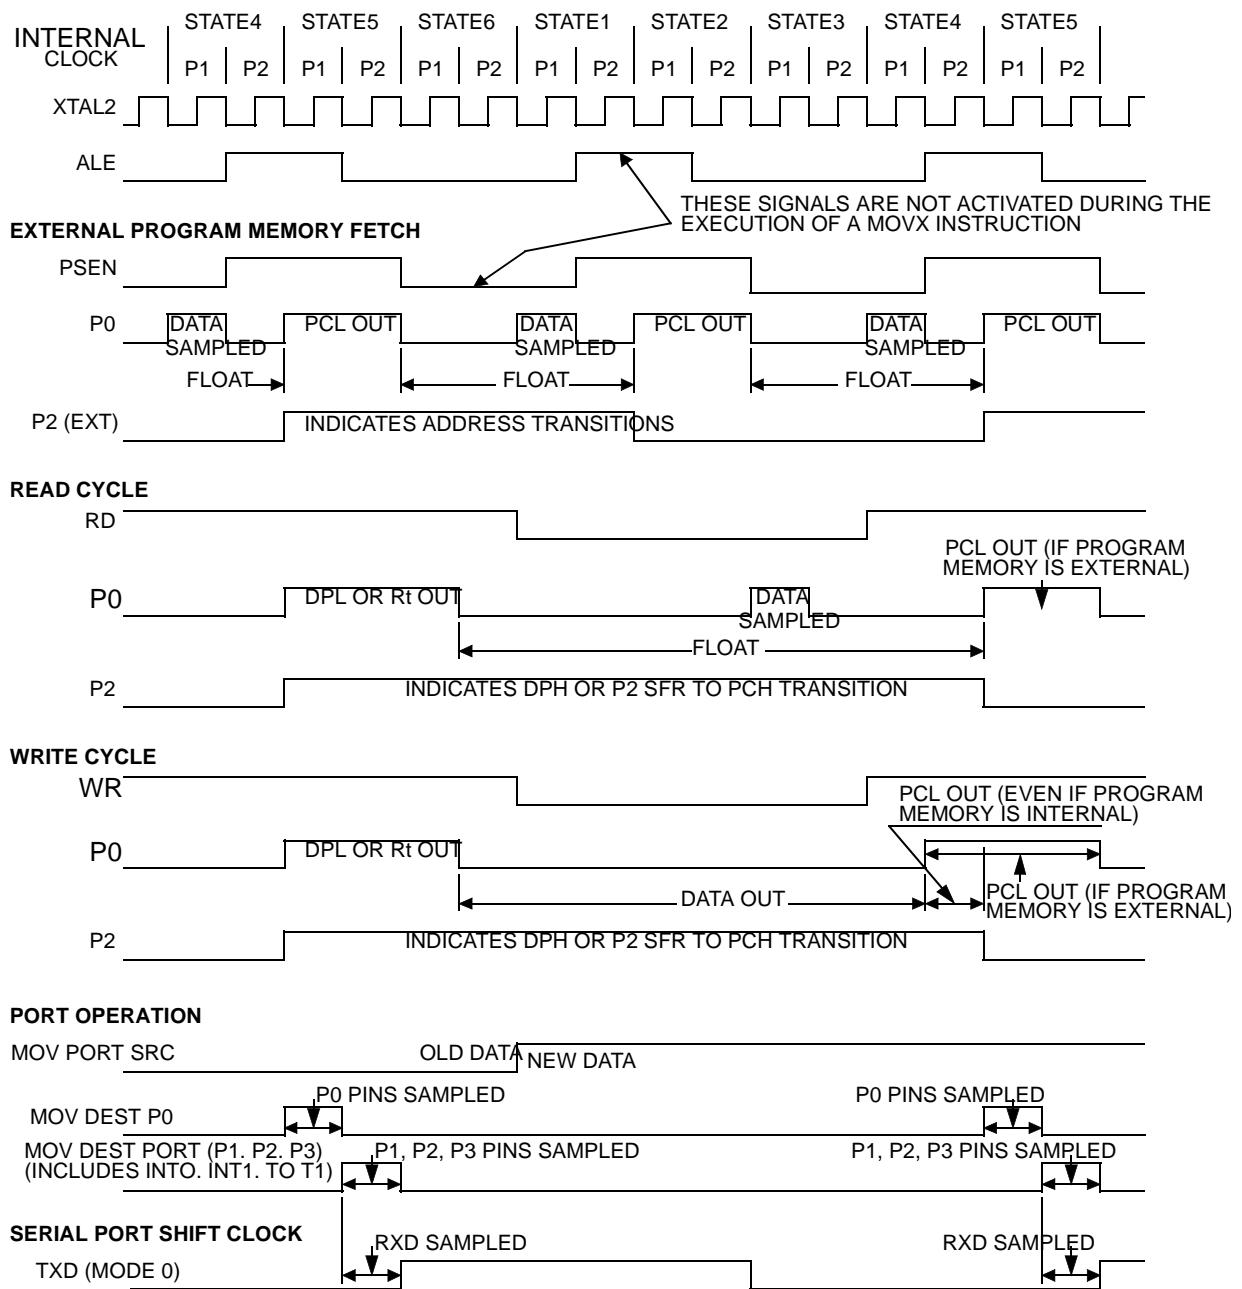 STATE4 STATE5 STATE6 STATE1 STATE2 STATE3 STATE4 STATE5
INTERNAL
CLOCK
P1 P2 P1 P2 P1 P2 P1 P2 P1 P2 P1 P2 P1 P2 P1 P2
XTAL2
ALE
THESE SIGNALS ARE NOT ACTIVATED DURING THE
EXECUTION OF A MOVX INSTRUCTION
EXTERNAL PROGRAM MEMORY FETCH
PSEN
P0 DATA PCL OUT DATA PCL OUT DATA PCL OUT
SAMPLED SAMPLED SAMPLED
FLOAT FLOAT FLOAT
P2 (EXT) INDICATES ADDRESS TRANSITIONS
READ CYCLE
RD
PCL OUT (IF PROGRAM
MEMORY IS EXTERNAL)
P0 DPL OR Rt OUT DATA
SAMPLED
FLOAT
P2 INDICATES DPH OR P2 SFR TO PCH TRANSITION
WRITE CYCLE
WR
PCL OUT (EVEN IF PROGRAM
MEMORY IS INTERNAL)
P0 DPL OR Rt OUT
DATA OUT
PCL OUT (IF PROGRAM
MEMORY IS EXTERNAL)
P2 INDICATES DPH OR P2 SFR TO PCH TRANSITION
PORT OPERATION
MOV PORT SRC OLD DATA NEW DATA
P0 PINS SAMPLED P0 PINS SAMPLED
MOV DEST P0
MOV DEST PORT (P1. P2. P3) P1, P2, P3 PINS SAMPLED P1, P2, P3 PINS SAMPLED
(INCLUDES INTO. INT1. TO T1)
SERIAL PORT SHIFT CLOCK
RXD SAMPLED RXD SAMPLED
TXD (MODE 0)